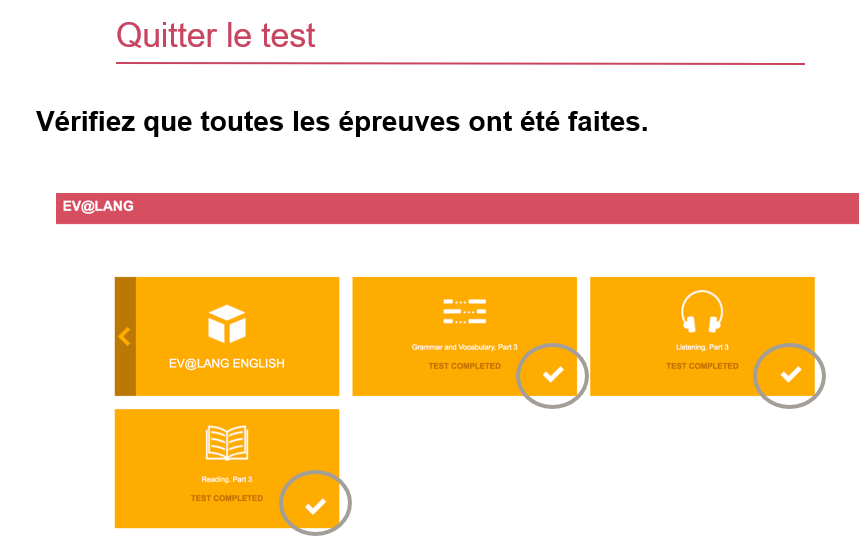 Quitter le test
Vérifiez que toutes les épreuves ont été faites.
EV@LANG
EV@LANG ENGLISH
Grammar and Vocabulary. Part 3
TEST COMPLETED
Listening. Part 3
TEST COMPLETED
Reading. Part 3
TEST COMPLETED